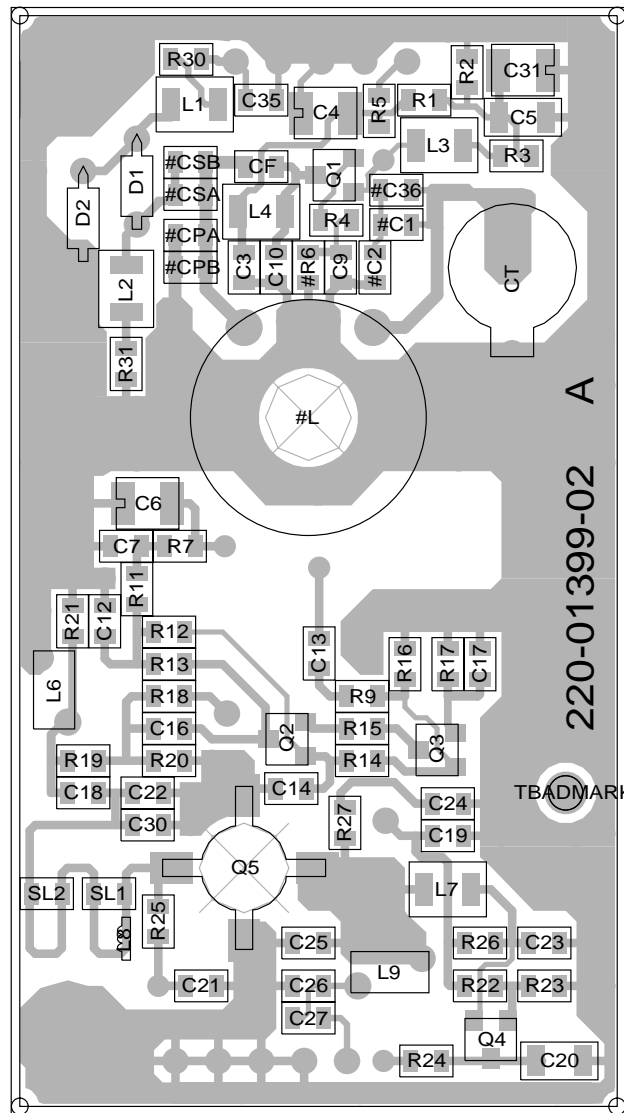 R30
R2
C31
L1
C35
C4
R5
R1
C5
L3
R3
#CSB
CF
Q1
D1
#CSA
#C36
D2
L4
R4
#C1
#CPA
#CPB
C3
C10
#R6
C9
#C2
CT
L2
R31
#L
A
220-01399-02
C6
C7
R7
R11
R21
C12
R12
C13
R13
R16
R17
C17
L6
R18
R9
C16
R15
Q2
Q3
R19
R20
R14
C18
C22
C14
TBADMARK
C30
R27
C24
C19
Q5
SL2
SL1
L7
L8
R25
C25
R26
C23
C21
C26
L9
R22
R23
C27
Q4
R24
C20